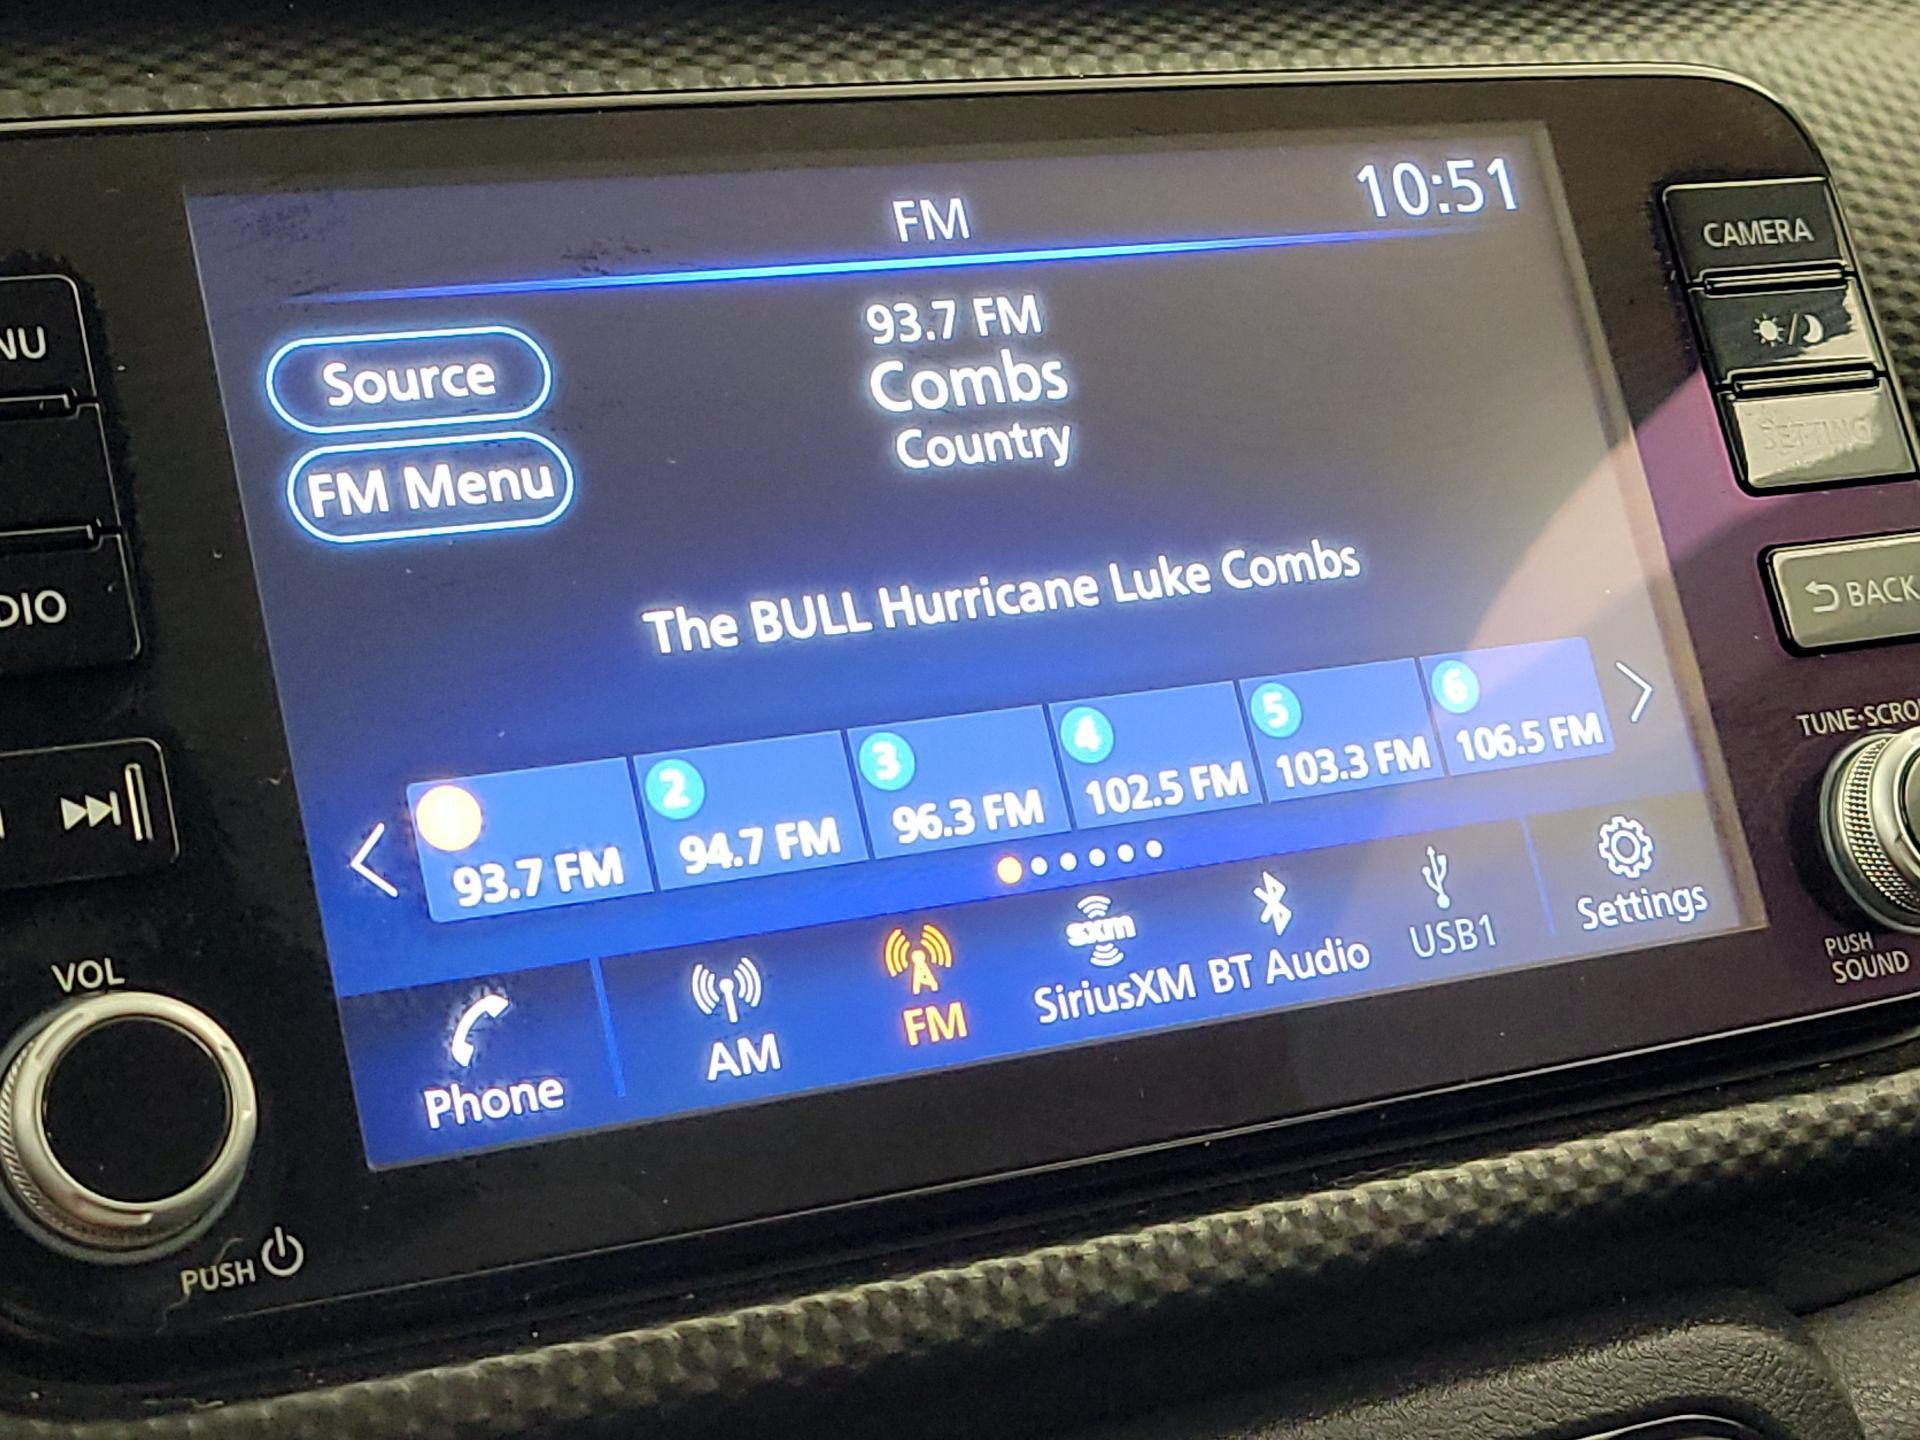 FM
10:51
CAMERA
NU
93.7 FM
Source
Combs
Country
SETTING
FM Menu
The BULL Hurricane Luke Combs
BACK
DIO
1
2
3
4
5
6
93.7 FM
94.7 FM
96.3 FM
102.5 FM
103.3 FM
106.5 FM
TUNE·SCRO
VOL
Phone
AM
FM
sxm
SiriusXM
BT Audio
USB1
Settings
PUSH
SOUND
PUSH